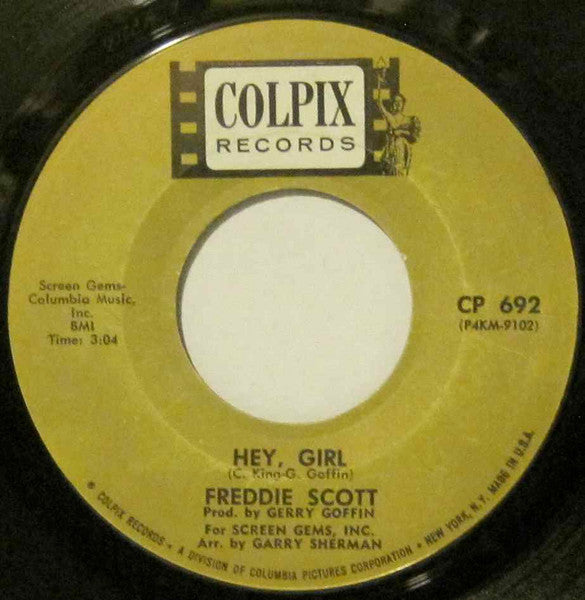 COLPIX
RECORDS
Screen Gems-
Columbia Music,
Inc.
BMI
Time: 3:04
CP 692
(P4KM-9102)
HEY, GIRL
(C. King-G. Goffin)
FREDDIE SCOTT
Prod. by GERRY GOFFIN
For SCREEN GEMS, INC.
Arr. by GARRY SHERMAN
® COLPIX RECORDS - A DIVISION OF COLUMBIA PICTURES CORPORATION - NEW YORK, N.Y. MADE IN U.S.A.